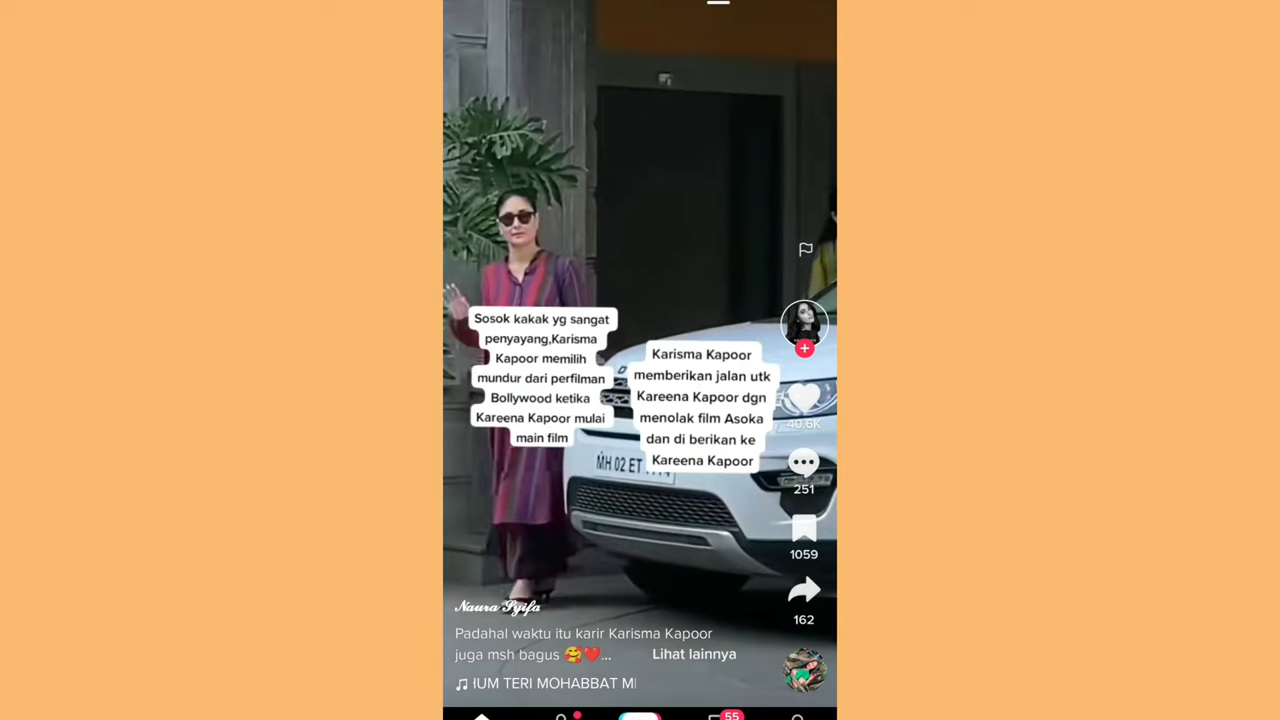 Sosok kakak yg sangat
penyayang,Karisma
Kapoor memilih
mundur dari perfilman
Bollywood ketika
Kareena Kapoor mulai
main film
Karisma Kapoor
memberikan jalan utk
Kareena Kapoor dgn
menolak film Asoka
dan di berikan ke
Kareena Kapoor
MH 02 ET
40.6K
251
1059
162
Naura Syifa
Padahal waktu itu karir Karisma Kapoor
juga msh bagus 🥰❤️... Lihat lainnya
HUM TERI MOHABBAT M
55